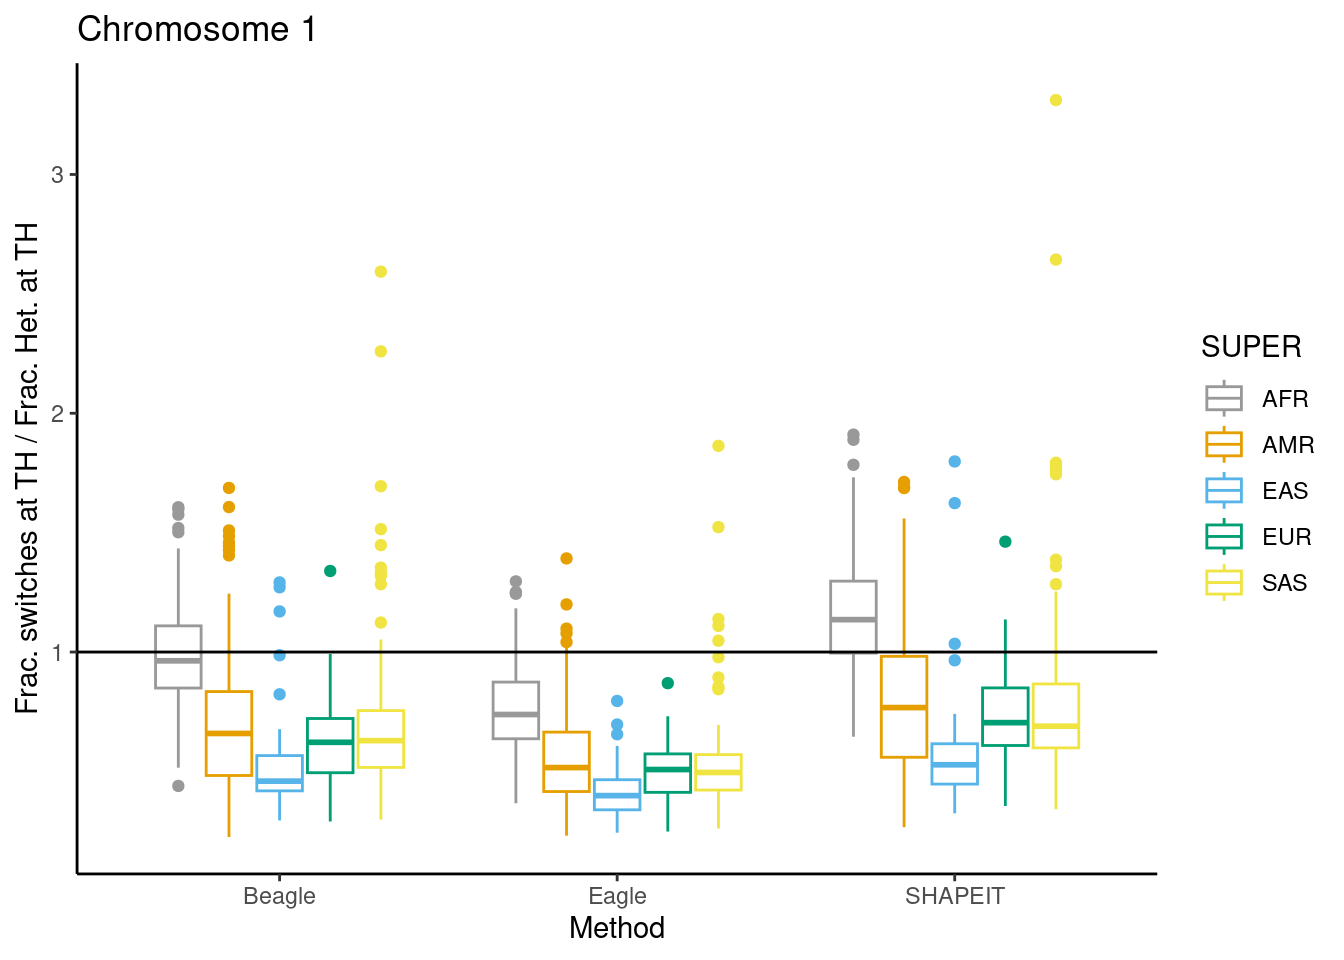 Chromosome 1
Frac. switches at TH / Frac. Het. at TH
3
2
1
Beagle
Eagle
SHAPEIT
Method
SUPER
AFR
AMR
EAS
EUR
SAS